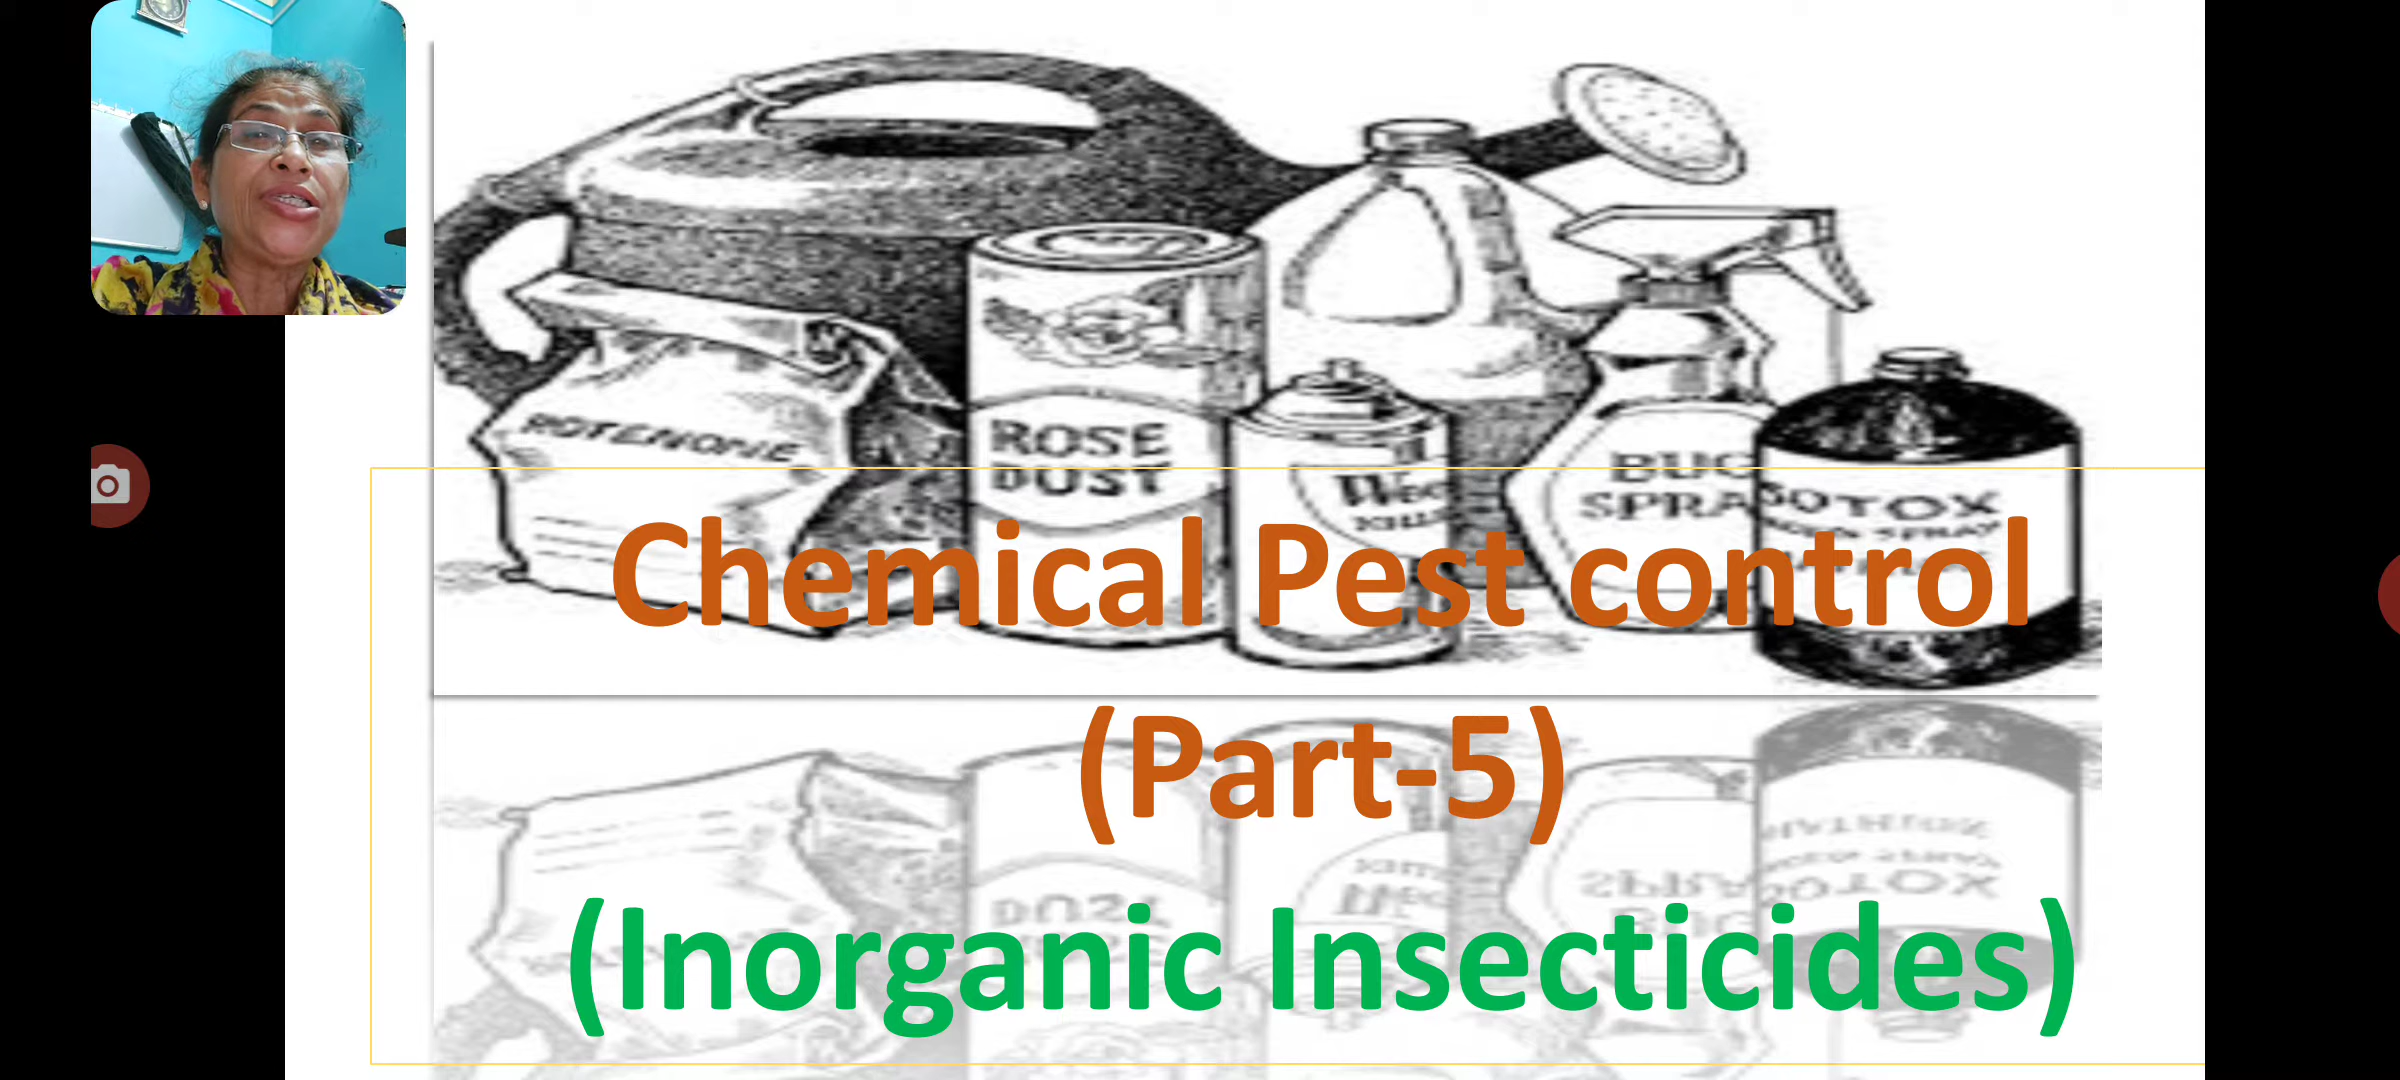 ROTENONE
ROSE
DUST
BUG
SPRA
OTOX
Chemical Pest control
(Part-5)
(Inorganic Insecticides)